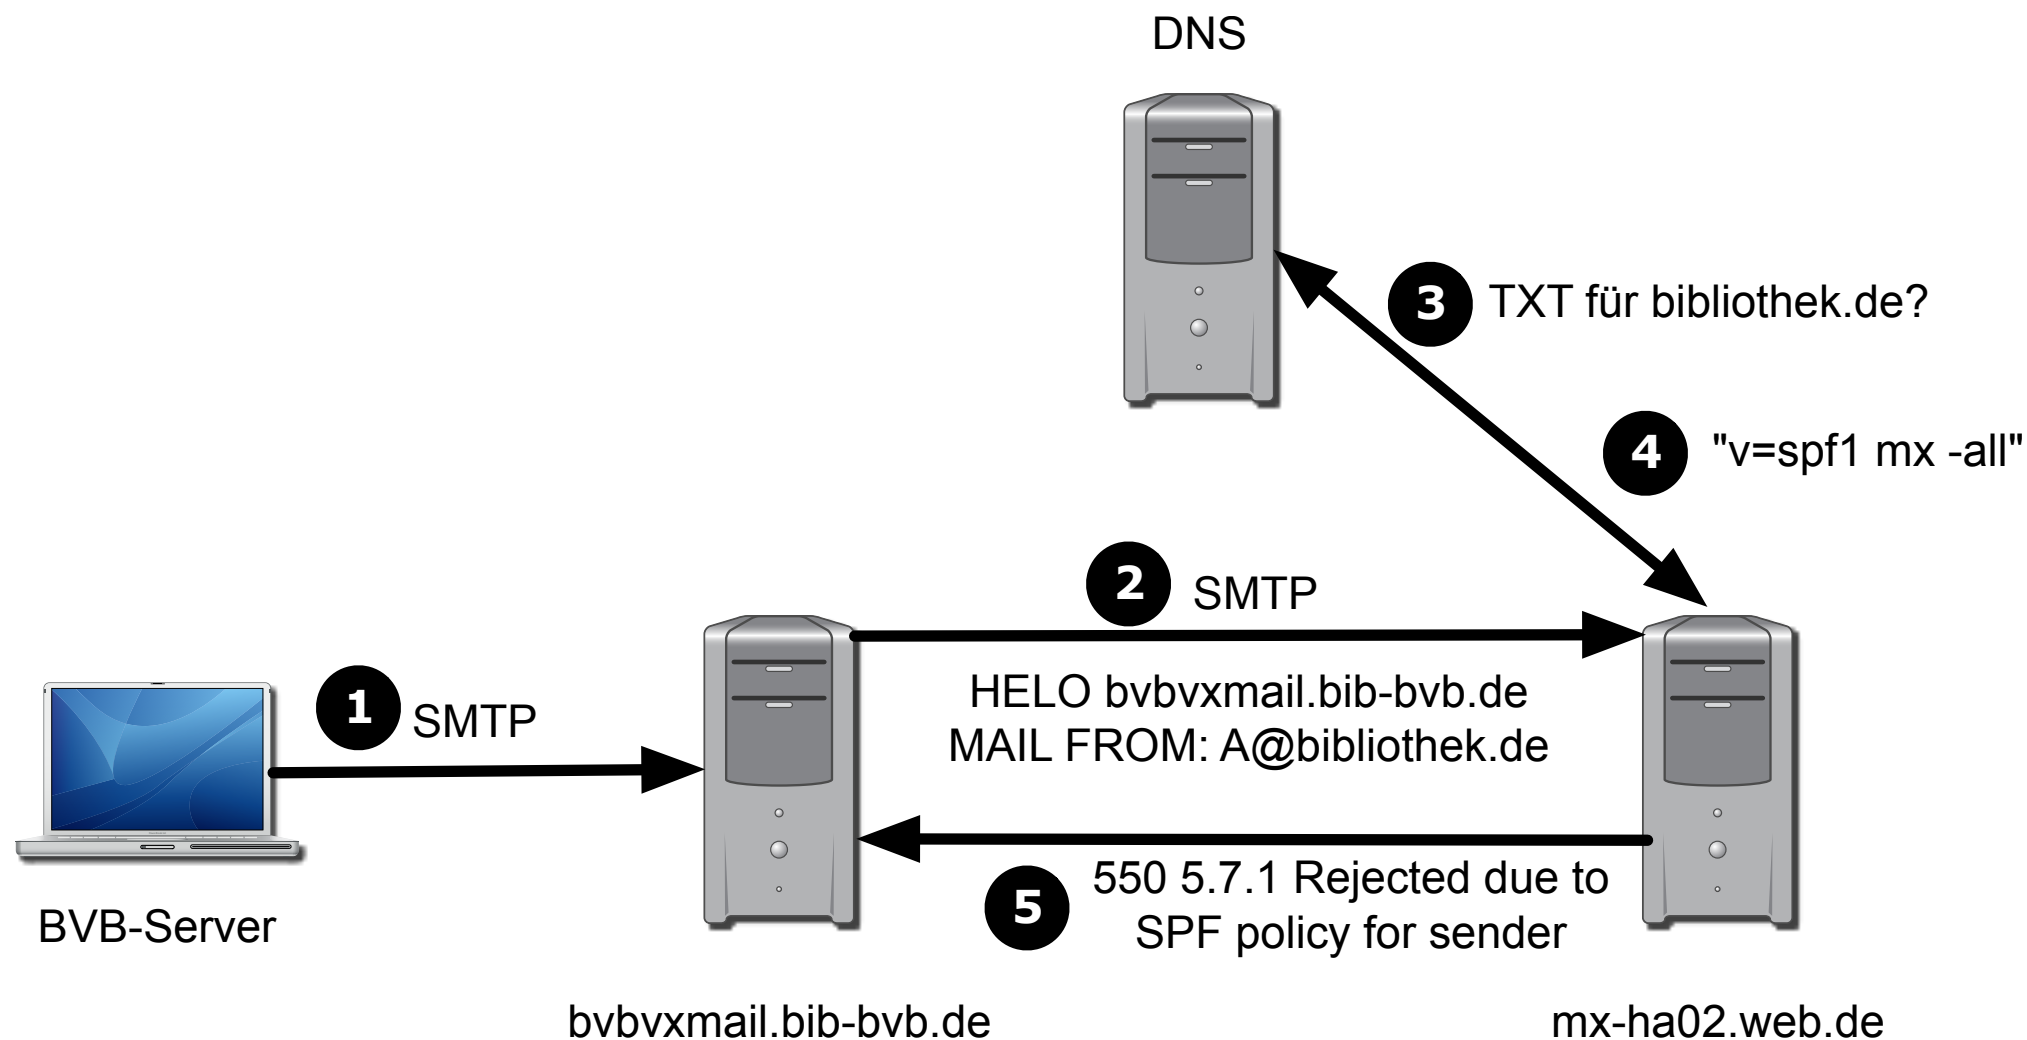 DNS
3 TXT für bibliothek.de?
4 "v=spf1 mx -all"
2 SMTP
1 SMTP
HELO bvbvxmail.bib-bvb.de
MAIL FROM: A@bibliothek.de
5 550 5.7.1 Rejected due to
SPF policy for sender
BVB-Server
bvbvxmail.bib-bvb.de
mx-ha02.web.de